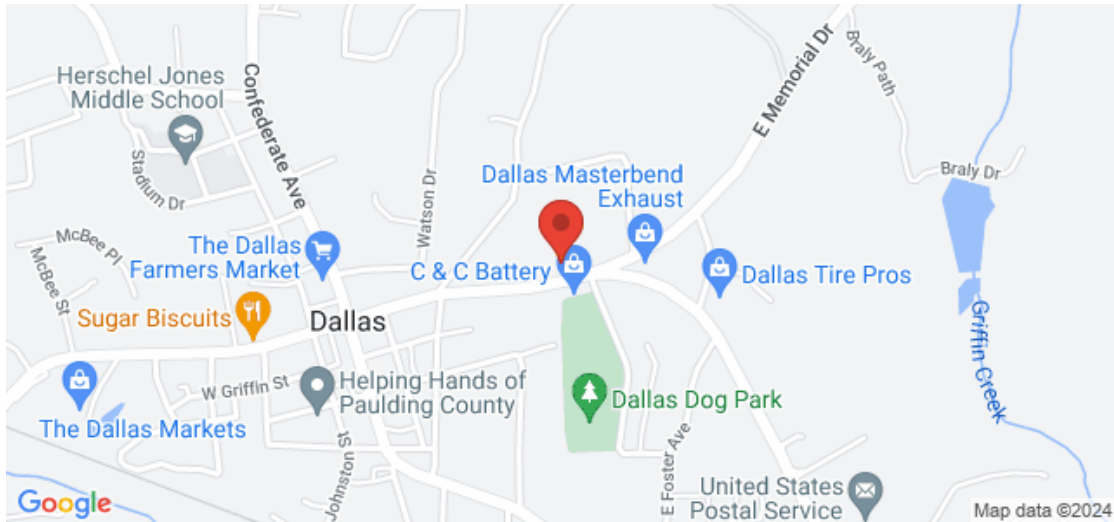 Herschel Jones
Middle School
Confederate Ave
E Memorial Dr
Braly Path
Braly Dr
Stadium Dr
Watson Dr
Dallas Masterbend
Exhaust
McBee Pl
McBee St
The Dallas
Farmers Market
C & C Battery
Dallas Tire Pros
Sugar Biscuits
Dallas
Griffin Creek
W Griffin St
Helping Hands of
Paulding County
Dallas Dog Park
The Dallas Markets
Johnston St
E Foster Ave
United States
Postal Service
Google
Map data ©2024